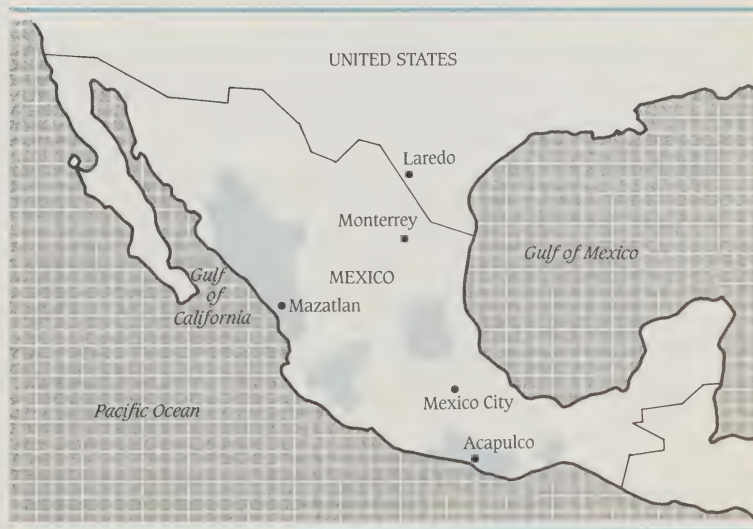 UNITED STATES
Laredo
Monterrey
Gulf of Mexico
MEXICO
Gulf
of
California
Mazatlan
Mexico City
Pacific Ocean
Acapulco